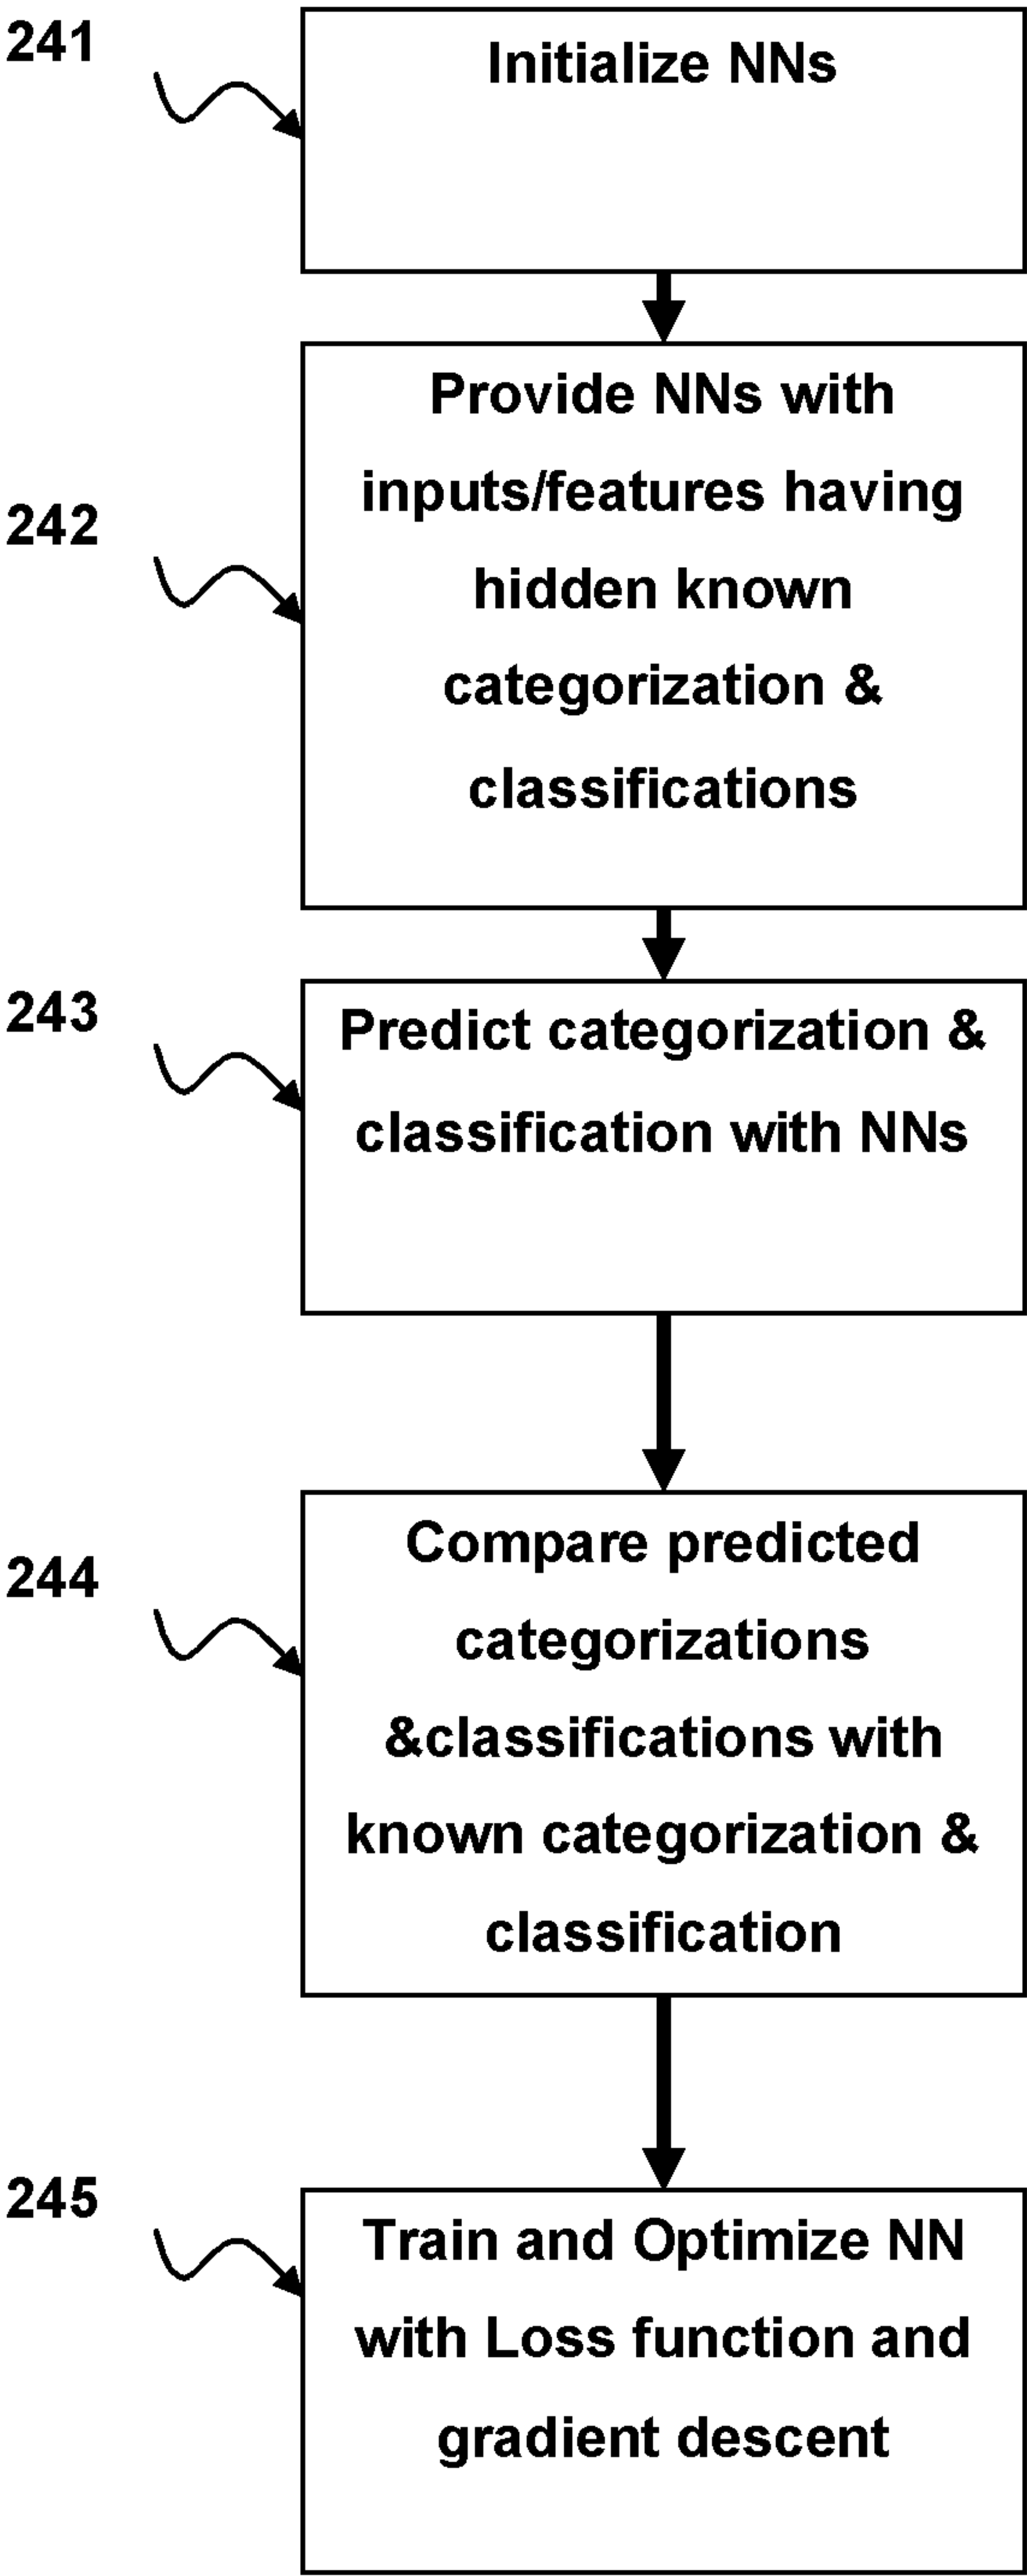 241
Initialize NNs
242
Provide NNs with
inputs/features having
hidden known
categorization &
classifications
243
Predict categorization &
classification with NNs
244
Compare predicted
categorizations
&classifications with
known categorization &
classification
245
Train and Optimize NN
with Loss function and
gradient descent